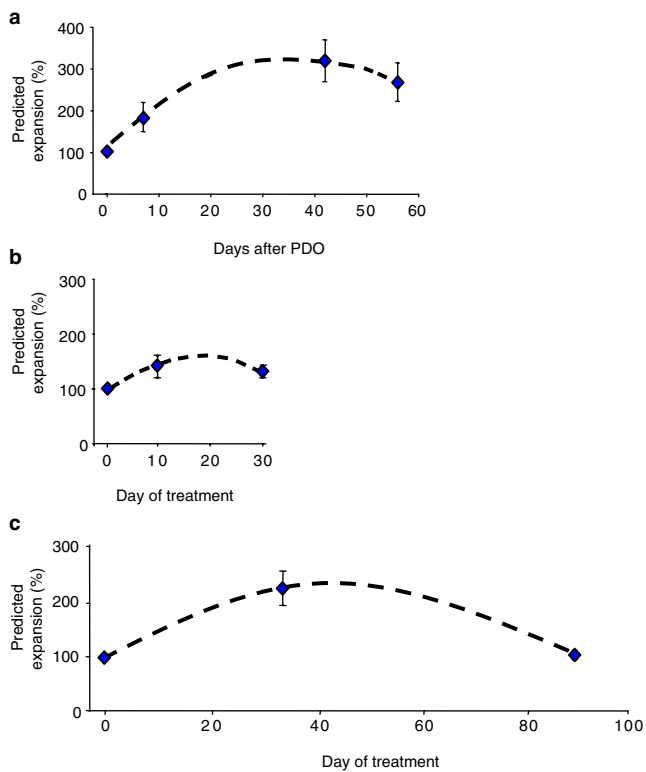 a
400
300
200
100
0
Predicted
expansion (%)
0 10 20 30 40 50 60
Days after PDO
b
300
200
100
0
Predicted
expansion (%)
0 10 20 30
Day of treatment
c
300
200
100
0
Predicted
expansion (%)
0 20 40 60 80 100
Day of treatment